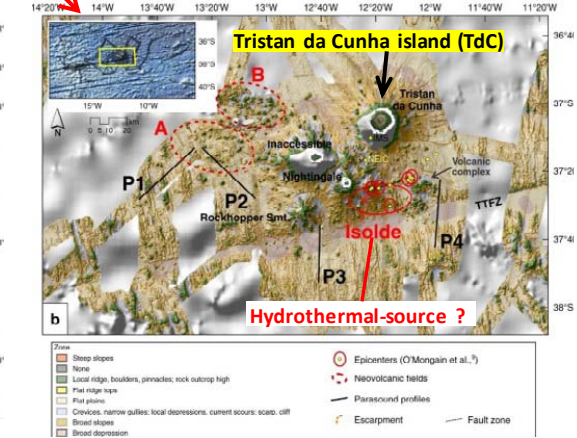 14°20'W 14°W 13°40' 13°20' 13°W 12°40' 12°20' 12°W 11°40'
36°40'
37°S
37°20'
37°40'
38°S
36°S
38°S
40°S
15°W 10°W
N
0 5 10 20
km
Tristan da Cunha island (TdC)
B
A
Tristan
da Cunha
Inaccessible
NEIC
Volcanic
complex
Nightingale
P1
P2
Rockhopper Smt.
TTFZ
Isolde
P4
P3
Hydrothermal-source ?
b
Zone
Steep slopes
None
Local ridge, boulders, pinnacles; rock outcrop high
Flat ridge tops
Flat plains
Crevices, narrow gullies; local depressions, current scours; scarp, cliff
Broad slopes
Broad depression
Epicenters (O'Mongain et al.,⁹)
Neovolcanic fields
Parasound profiles
Escarpment
Fault zone